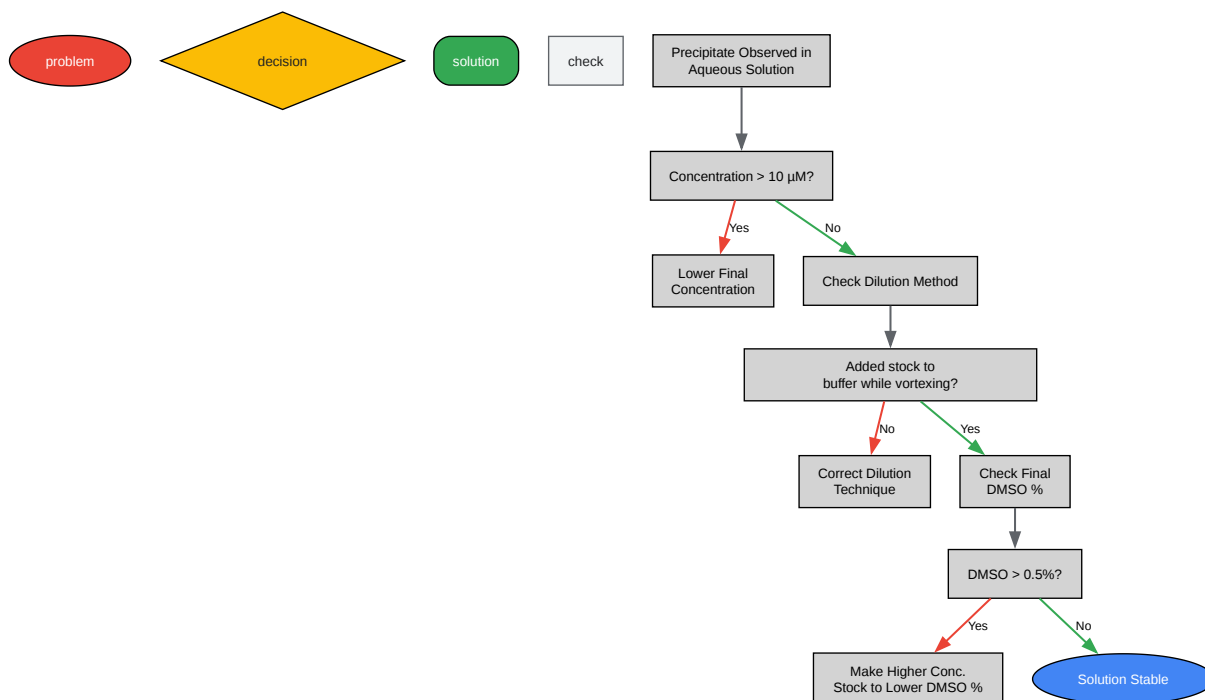 problem
decision
solution
check
Precipitate Observed in
Aqueous Solution
Concentration > 10 µM?
Yes
No
Lower Final
Concentration
Check Dilution Method
Added stock to
buffer while vortexing?
No
Yes
Correct Dilution
Technique
Check Final
DMSO %
DMSO > 0.5%?
Yes
No
Make Higher Conc.
Stock to Lower DMSO %
Solution Stable